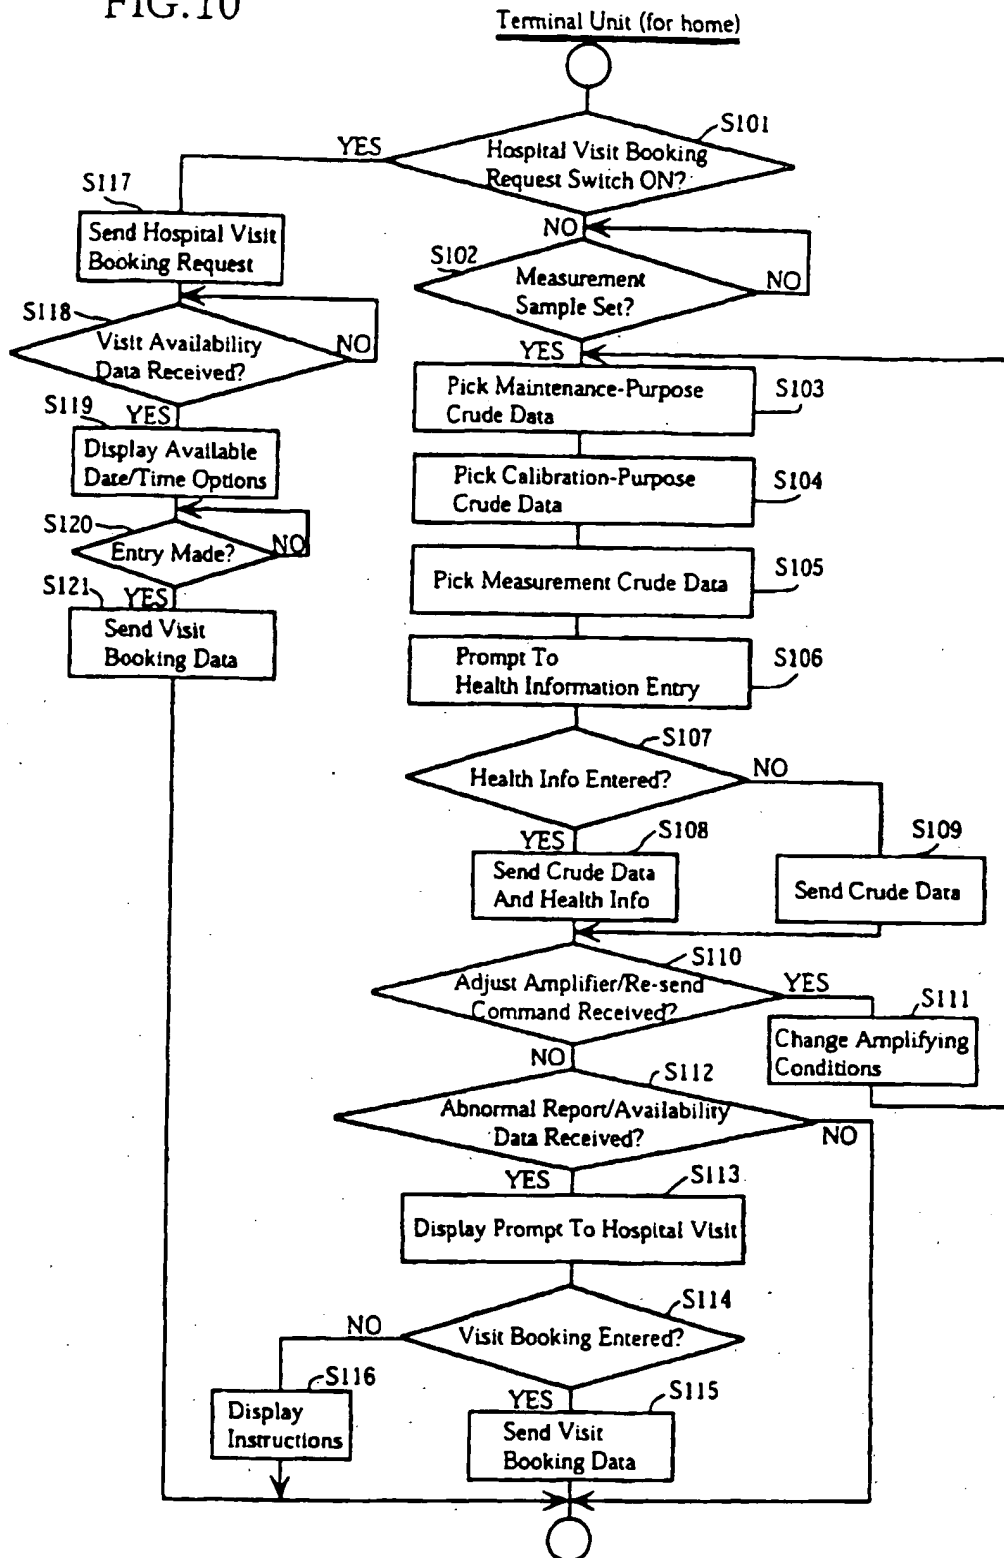 FIG.10
Terminal Unit (for home)
S101
YES
Hospital Visit Booking
Request Switch ON?
S117
Send Hospital Visit
Booking Request
NO
S102
Measurement
Sample Set?
NO
S118
Visit Availability
Data Received?
NO
YES
Pick Maintenance-Purpose
Crude Data
S103
S119
YES
Display Available
Date/Time Options
Pick Calibration-Purpose
Crude Data
S104
S120
Entry Made?
NO
Pick Measurement Crude Data
S105
S121
YES
Send Visit
Booking Data
Prompt To
Health Information Entry
S106
S107
Health Info Entered?
NO
YES
S108
Send Crude Data
And Health Info
S109
Send Crude Data
S110
Adjust Amplifier/Re-send
Command Received?
YES
S111
Change Amplifying
Conditions
NO
S112
Abnormal Report/Availability
Data Received?
NO
YES
S113
Display Prompt To Hospital Visit
S114
Visit Booking Entered?
NO
S116
Display
Instructions
YES
S115
Send Visit
Booking Data